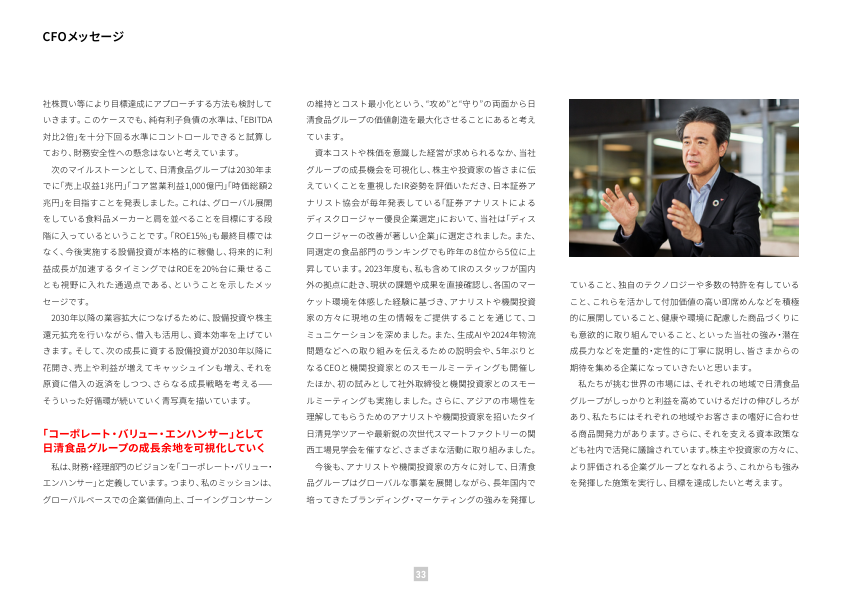 CFOメッセージ
社株買い等により目標達成にアプローチする方法も検討して
いきます。このケースでも、純有利子負債の水準は、「EBITDA
対比2倍」を十分下回る水準にコントロールできると試算し
ており、財務安全性への懸念はないと考えています。
次のマイルストーンとして、日清食品グループは2030年ま
でに「売上収益1兆円」「コア営業利益1,000億円」「時価総額2
兆円」を目指すことを発表しました。これは、グローバル展開
をしている食料品メーカーと肩を並べることを目標にする段
階に入っているということです。「ROE15%」も最終目標では
なく、今後実施する設備投資が本格的に稼働し、将来的に利
益成長が加速するタイミングではROEを20%台に乗せるこ
とも視野に入れた通過点である、ということを示したメッ
セージです。
2030年以降の業容拡大につなげるために、設備投資や株主
還元拡充を行いながら、借入も活用し、資本効率を上げてい
きます。そして、次の成長に資する設備投資が2030年以降に
花開き、売上や利益が増えてキャッシュインも増え、それを
原資に借入の返済をしつつ、さらなる成長戦略を考える――
そういった好循環が続いていく青写真を描いています。
「コーポレート・バリュー・エンハンサー」として
日清食品グループの成長余地を可視化していく
私は、財務・経理部門のビジョンを「コーポレート・バリュー・
エンハンサー」と定義しています。つまり、私のミッションは、
グローバルベースでの企業価値向上、ゴーイングコンサーン
の維持とコスト最小化という、“攻め”と“守り”の両面から日
清食品グループの価値創造を最大化させることにあると考え
ています。
資本コストや株価を意識した経営が求められるなか、当社
グループの成長機会を可視化し、株主や投資家の皆さまに伝
えていくことを重視したIR姿勢を評価いただき、日本証券ア
ナリスト協会が毎年発表している「証券アナリストによる
ディスクロージャー優良企業選定」において、当社は「ディス
クロージャーの改善が著しい企業」に選定されました。また、
同選定の食品部門のランキングでも昨年の8位から5位に上
昇しています。2023年度も、私も含めてIRのスタッフが国内
外の拠点に赴き、現状の課題や成果を直接確認し、各国のマー
ケット環境を体感した経験に基づき、アナリストや機関投資
家の方々に現地の生の情報をご提供することを通じて、コ
ミュニケーションを深めました。また、生成AIや2024年物流
問題などへの取り組みを伝えるための説明会や、5年ぶりと
なるCEOと機関投資家とのスモールミーティングも開催し
たほか、初の試みとして社外取締役と機関投資家とのスモー
ルミーティングも実施しました。さらに、アジアの市場性を
理解してもらうためのアナリストや機関投資家を招いたタイ
日清見学ツアーや最新鋭の次世代スマートファクトリーの関
西工場見学会を催すなど、さまざまな活動に取り組みました。
今後も、アナリストや機関投資家の方々に対して、日清食
品グループはグローバルな事業を展開しながら、長年国内で
培ってきたブランディング・マーケティングの強みを発揮し
ていること、独自のテクノロジーや多数の特許を有している
こと、これらを活かして付加価値の高い即席めんなどを積極
的に展開していること、健康や環境に配慮した商品づくりに
も意欲的に取り組んでいること、といった当社の強み・潜在
成長力などを定量的・定性的に丁寧に説明し、皆さまからの
期待を集める企業になっていきたいと思います。
私たちが挑む世界の市場には、それぞれの地域で日清食品
グループがしっかりと利益を高めていけるだけの伸びしろが
あり、私たちにはそれぞれの地域やお客さまの嗜好に合わせ
る商品開発力があります。さらに、それを支える資本政策な
ども社内で活発に議論されています。株主や投資家の方々に、
より評価される企業グループとなれるよう、これからも強み
を発揮した施策を実行し、目標を達成したいと考えます。
33